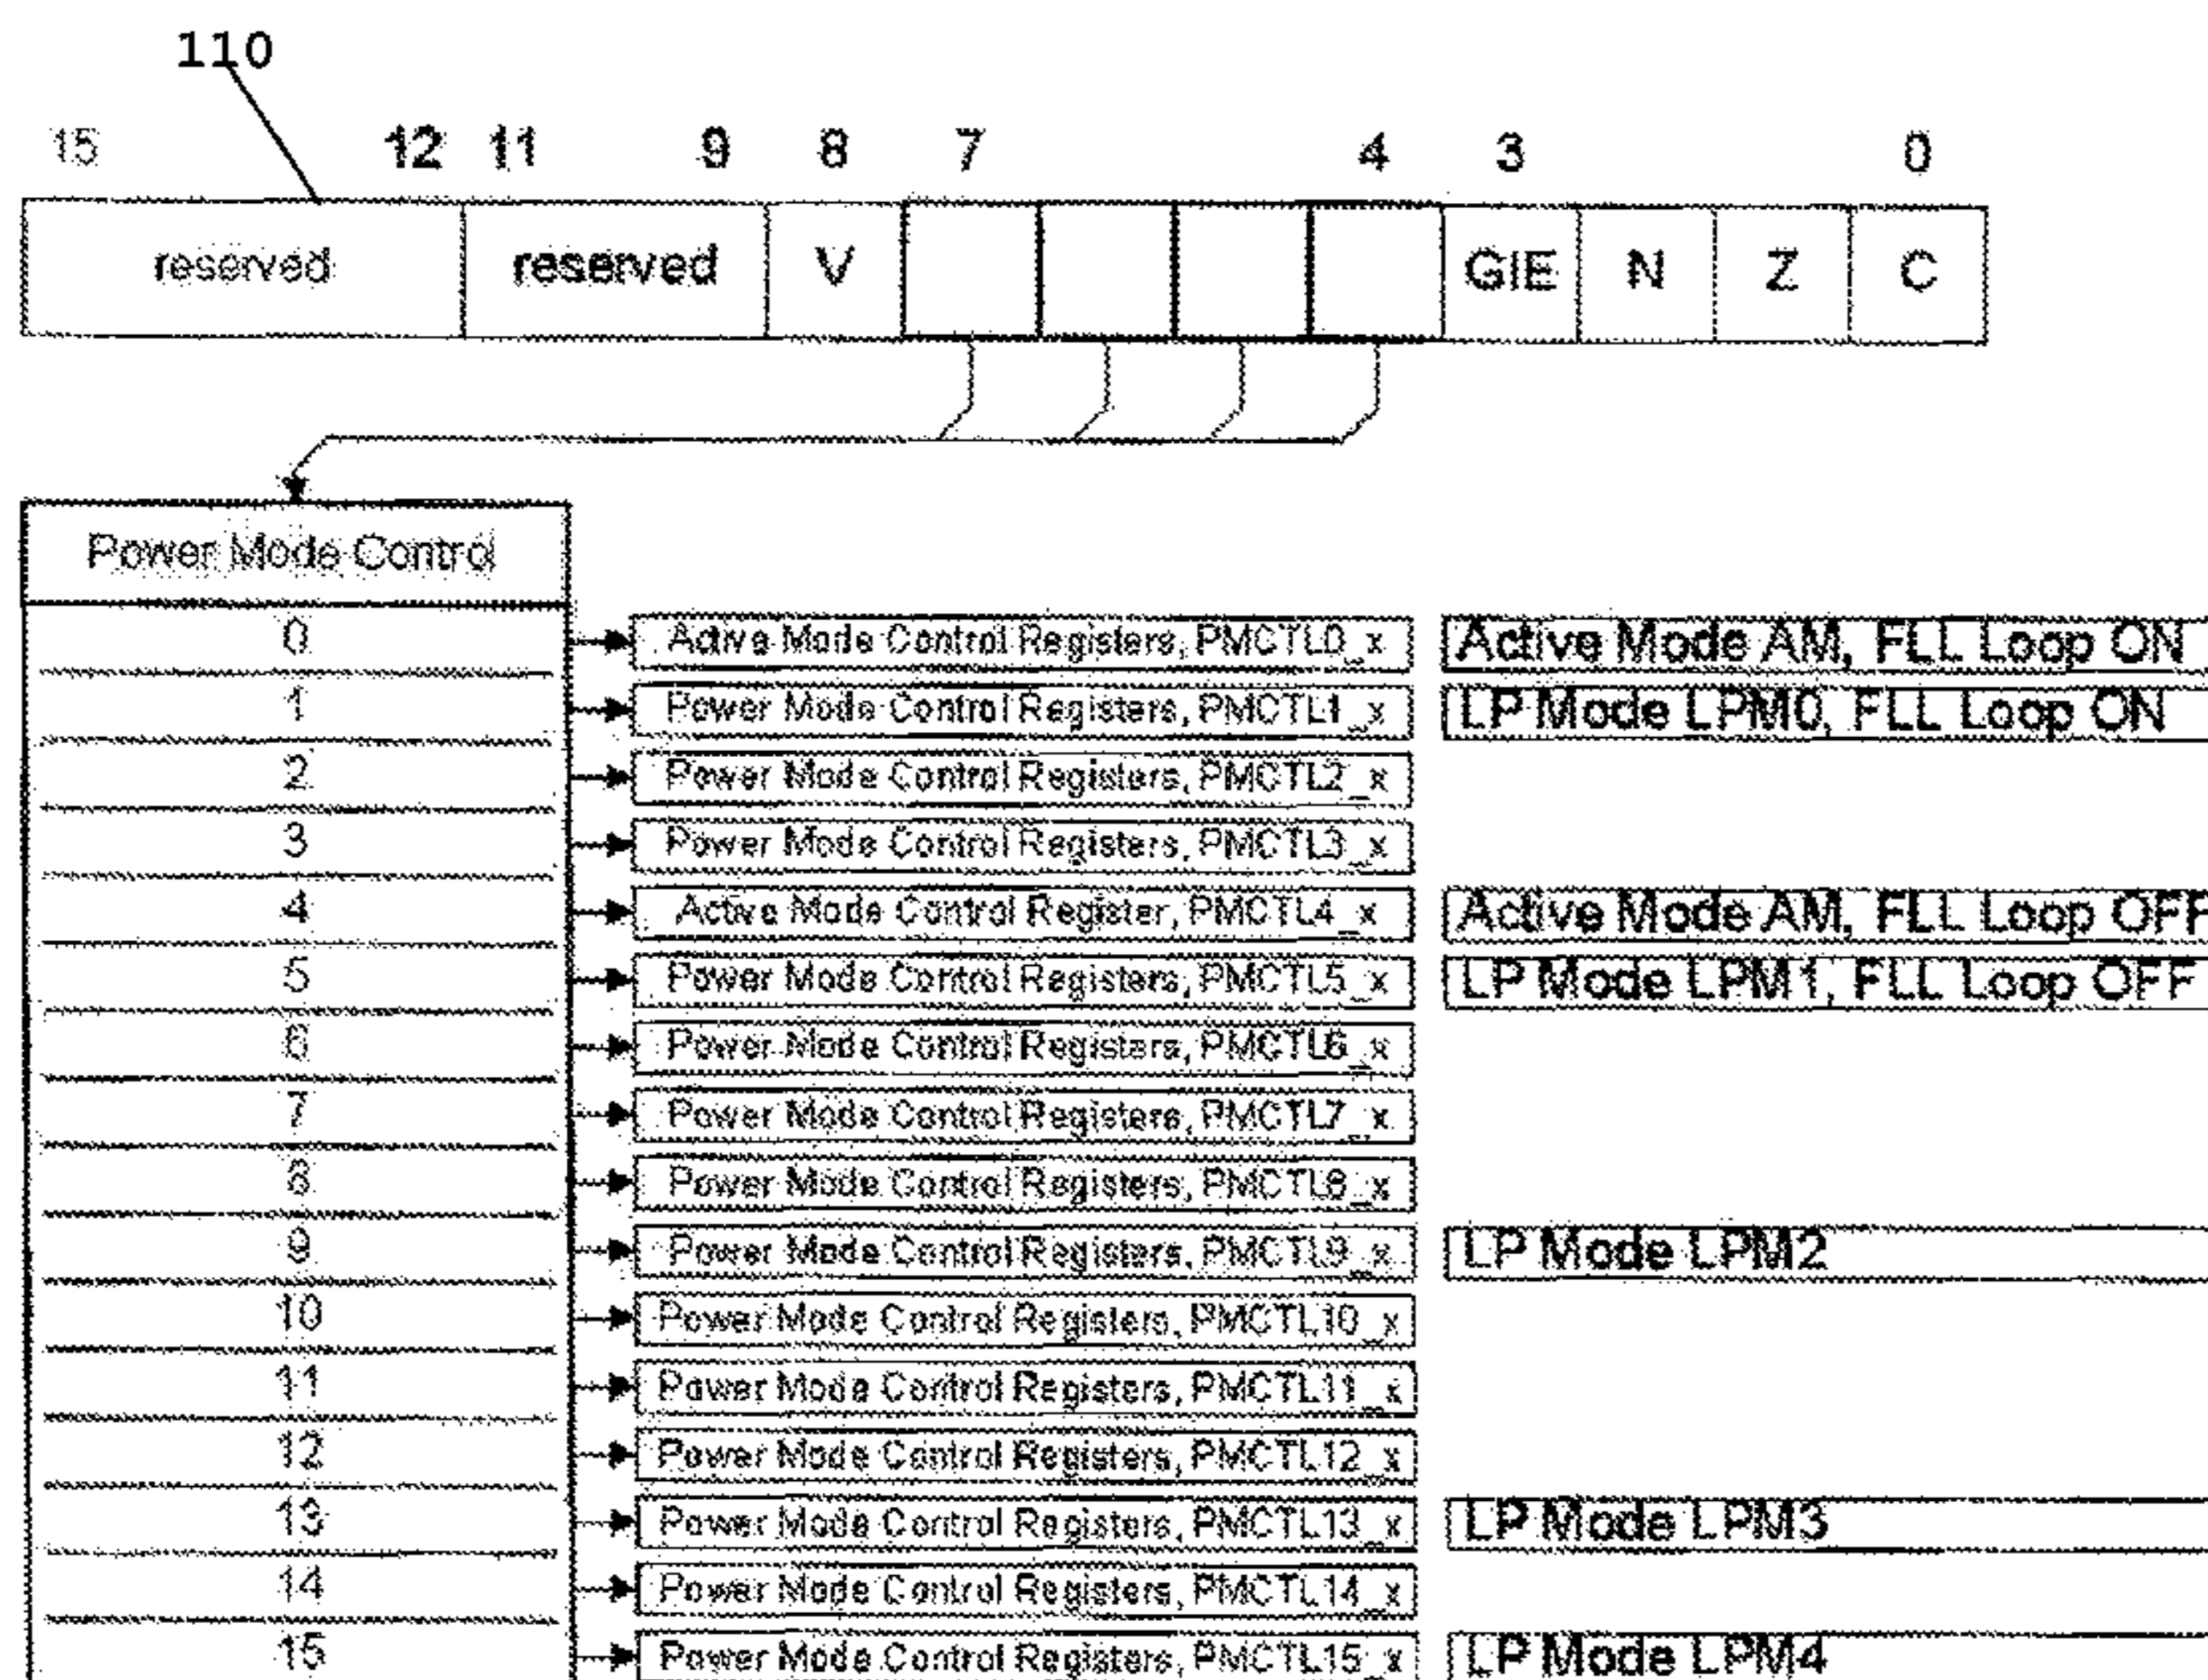 110
15 12 11 9 8 7 4 3 0
reserved reserved V GIE N Z C
Power Mode Control
0 Active Mode Control Registers, PMCTL0_x Active Mode AM, FLL Loop ON
1 Power Mode Control Registers, PMCTL1_x LP Mode LPM0, FLL Loop ON
2 Power Mode Control Registers, PMCTL2_x
3 Power Mode Control Registers, PMCTL3_x
4 Active Mode Control Register, PMCTL4_x Active Mode AM, FLL Loop OFF
5 Power Mode Control Registers, PMCTL5_x LP Mode LPM1, FLL Loop OFF
6 Power Mode Control Registers, PMCTL6_x
7 Power Mode Control Registers, PMCTL7_x
8 Power Mode Control Registers, PMCTL8_x
9 Power Mode Control Registers, PMCTL9_x LP Mode LPM2
10 Power Mode Control Registers, PMCTL10_x
11 Power Mode Control Registers, PMCTL11_x
12 Power Mode Control Registers, PMCTL12_x
13 Power Mode Control Registers, PMCTL13_x LP Mode LPM3
14 Power Mode Control Registers, PMCTL14_x
15 Power Mode Control Registers, PMCTL15_x LP Mode LPM4